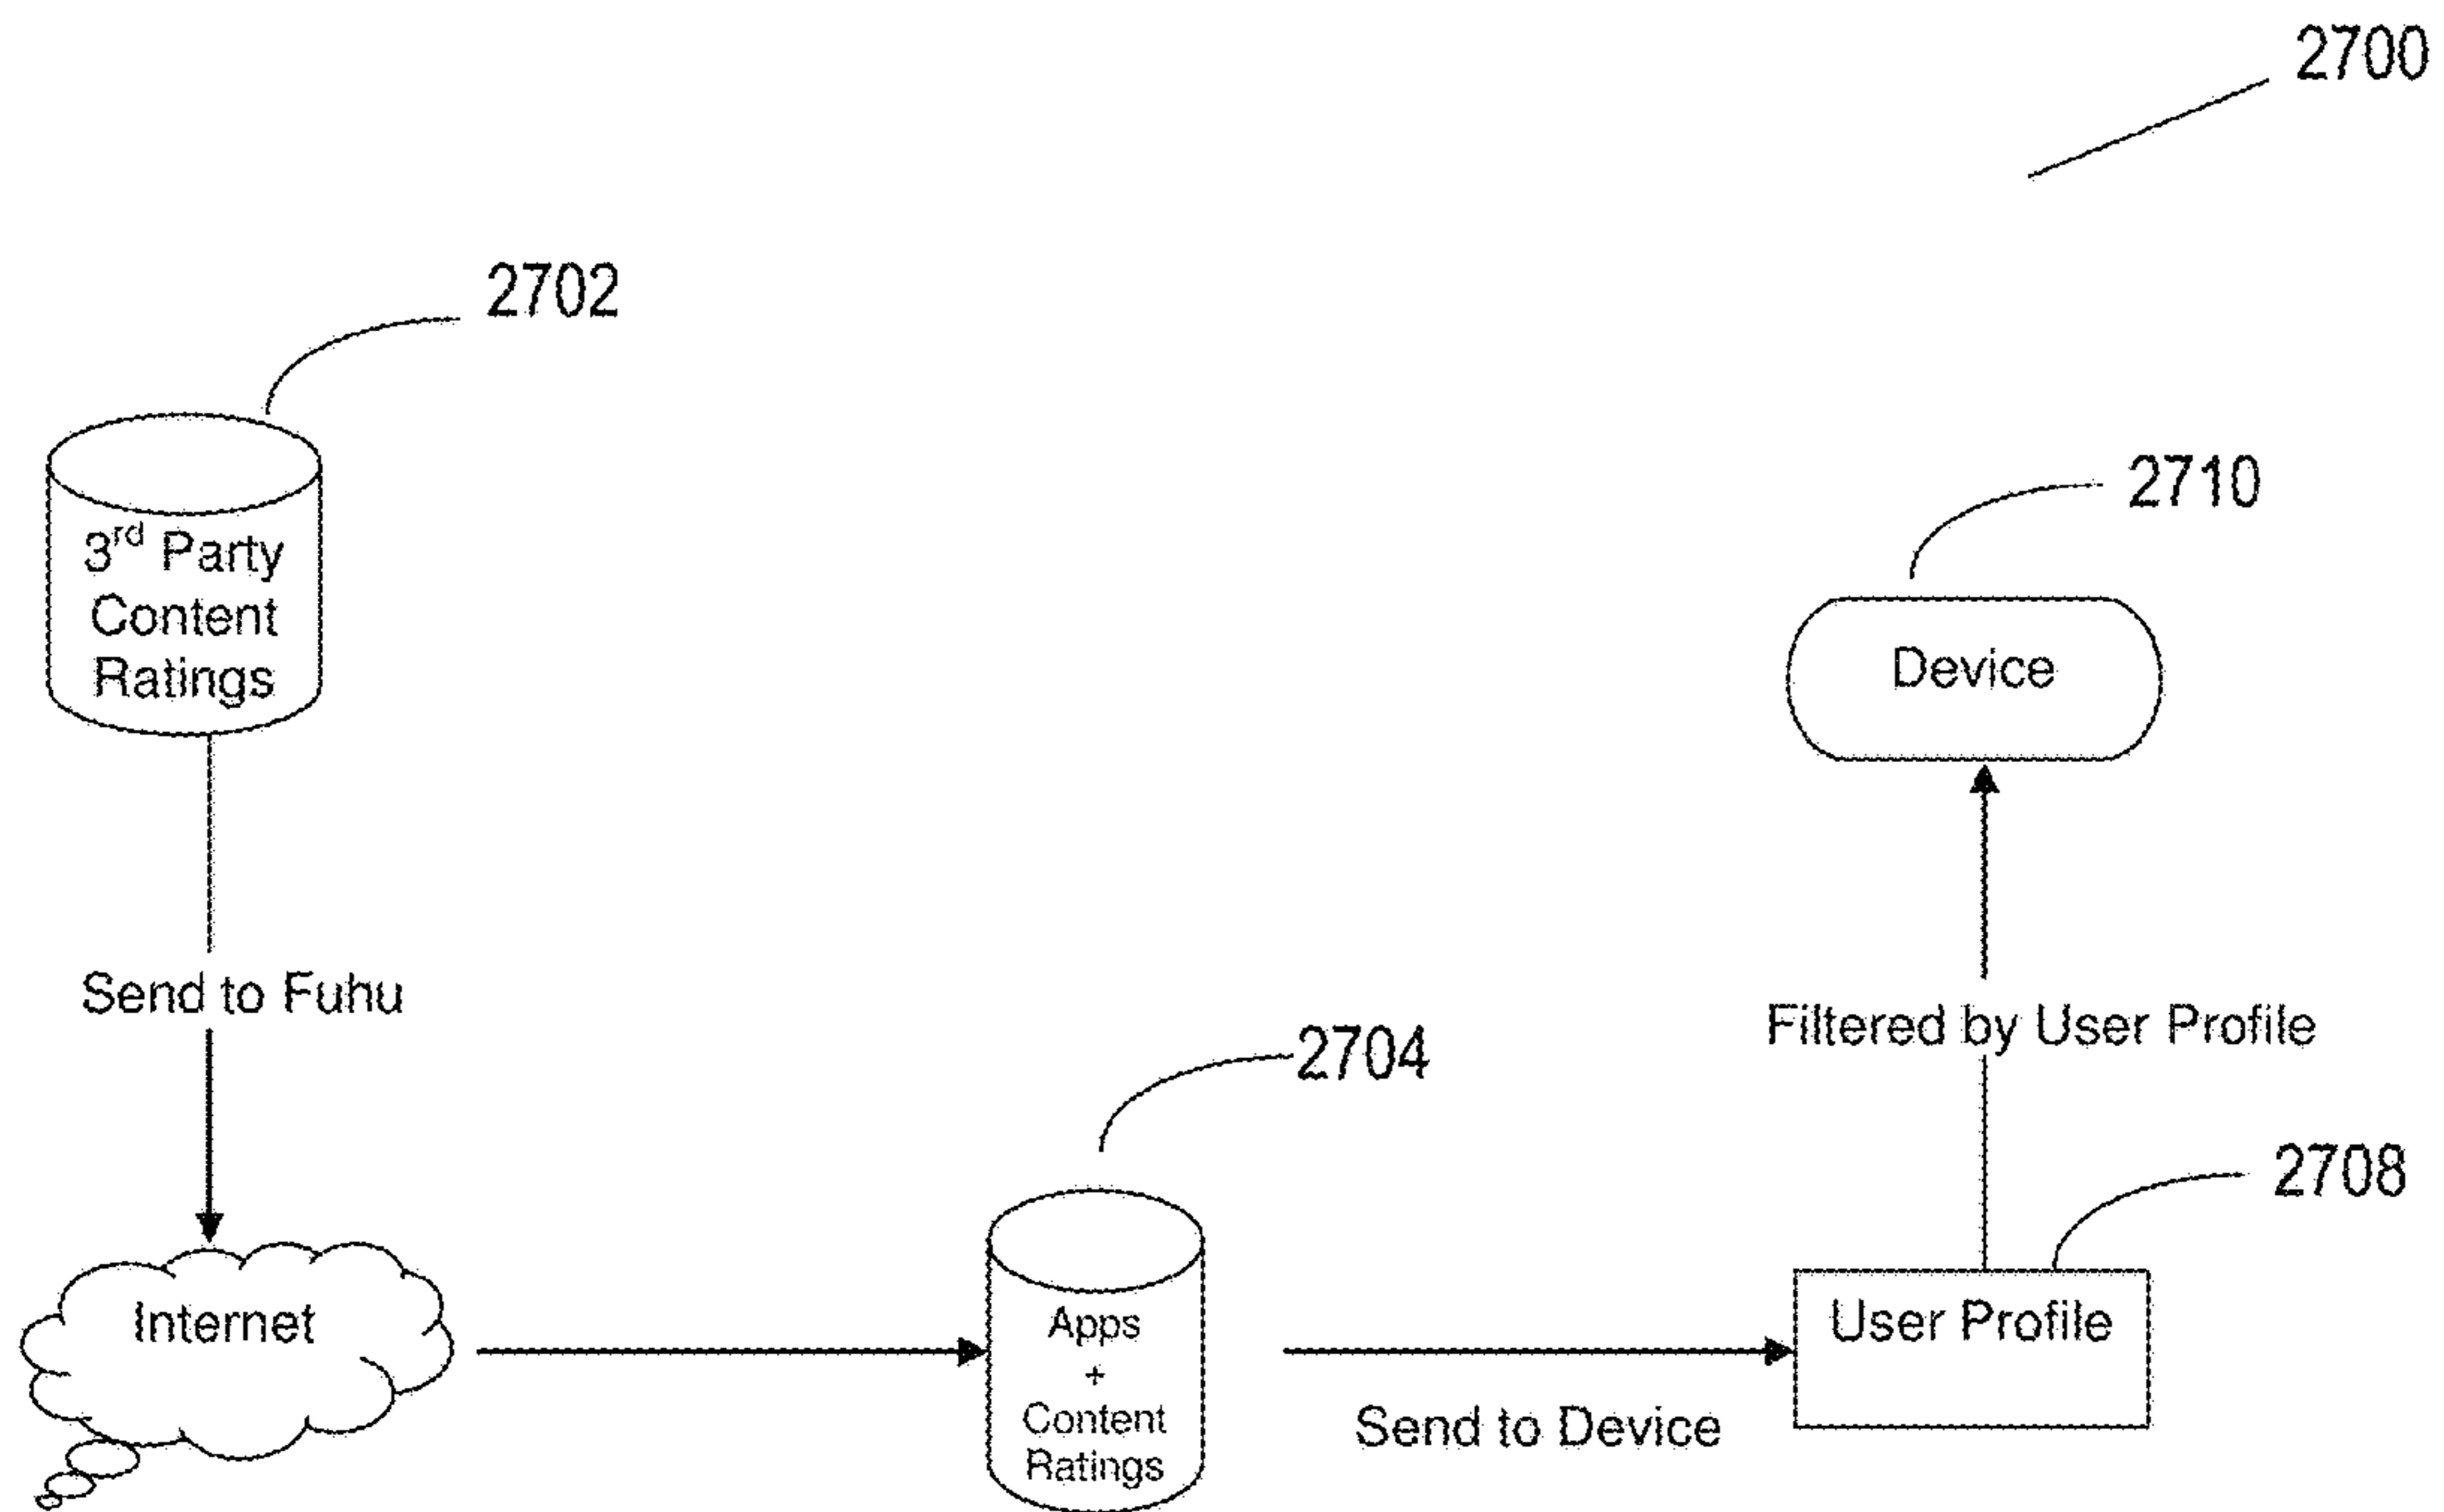 2700
2702
3rd Party
Content
Ratings
2710
Device
Send to Fuhu
Filtered by User Profile
2704
2708
Internet
Apps
+
Content
Ratings
User Profile
Send to Device